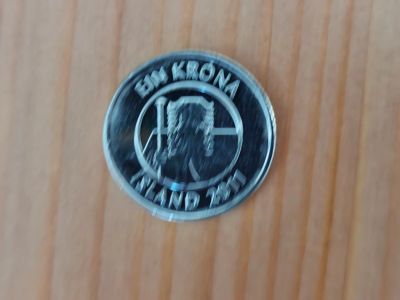 EIN KRÓNA
ÍSLAND 2011